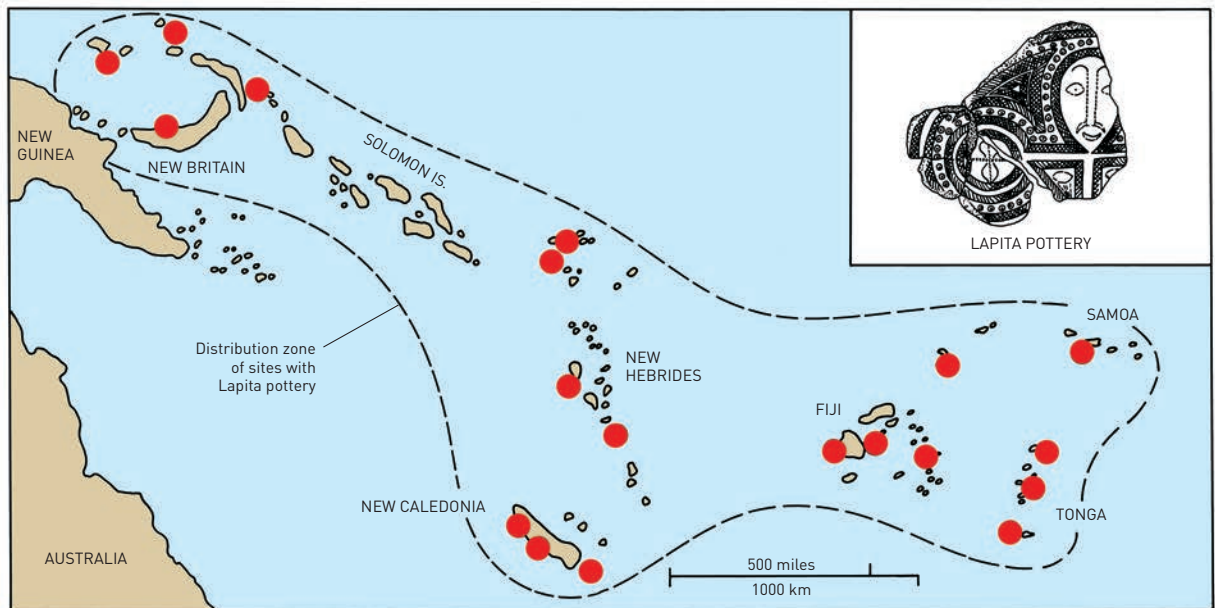 NEW
GUINEA
NEW BRITAIN
SOLOMON IS.
LAPITA POTTERY
SAMOA
Distribution zone
of sites with
Lapita pottery
NEW
HEBRIDES
FIJI
NEW CALEDONIA
TONGA
AUSTRALIA
500 miles
1000 km